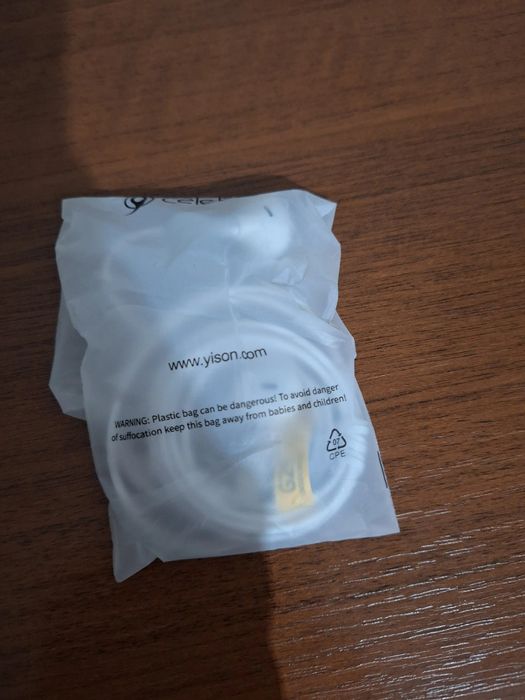 www.yison.com
WARNING: Plastic bag can be dangerous! To avoid danger
of suffocation keep this bag away from babies and children!
07
CPE